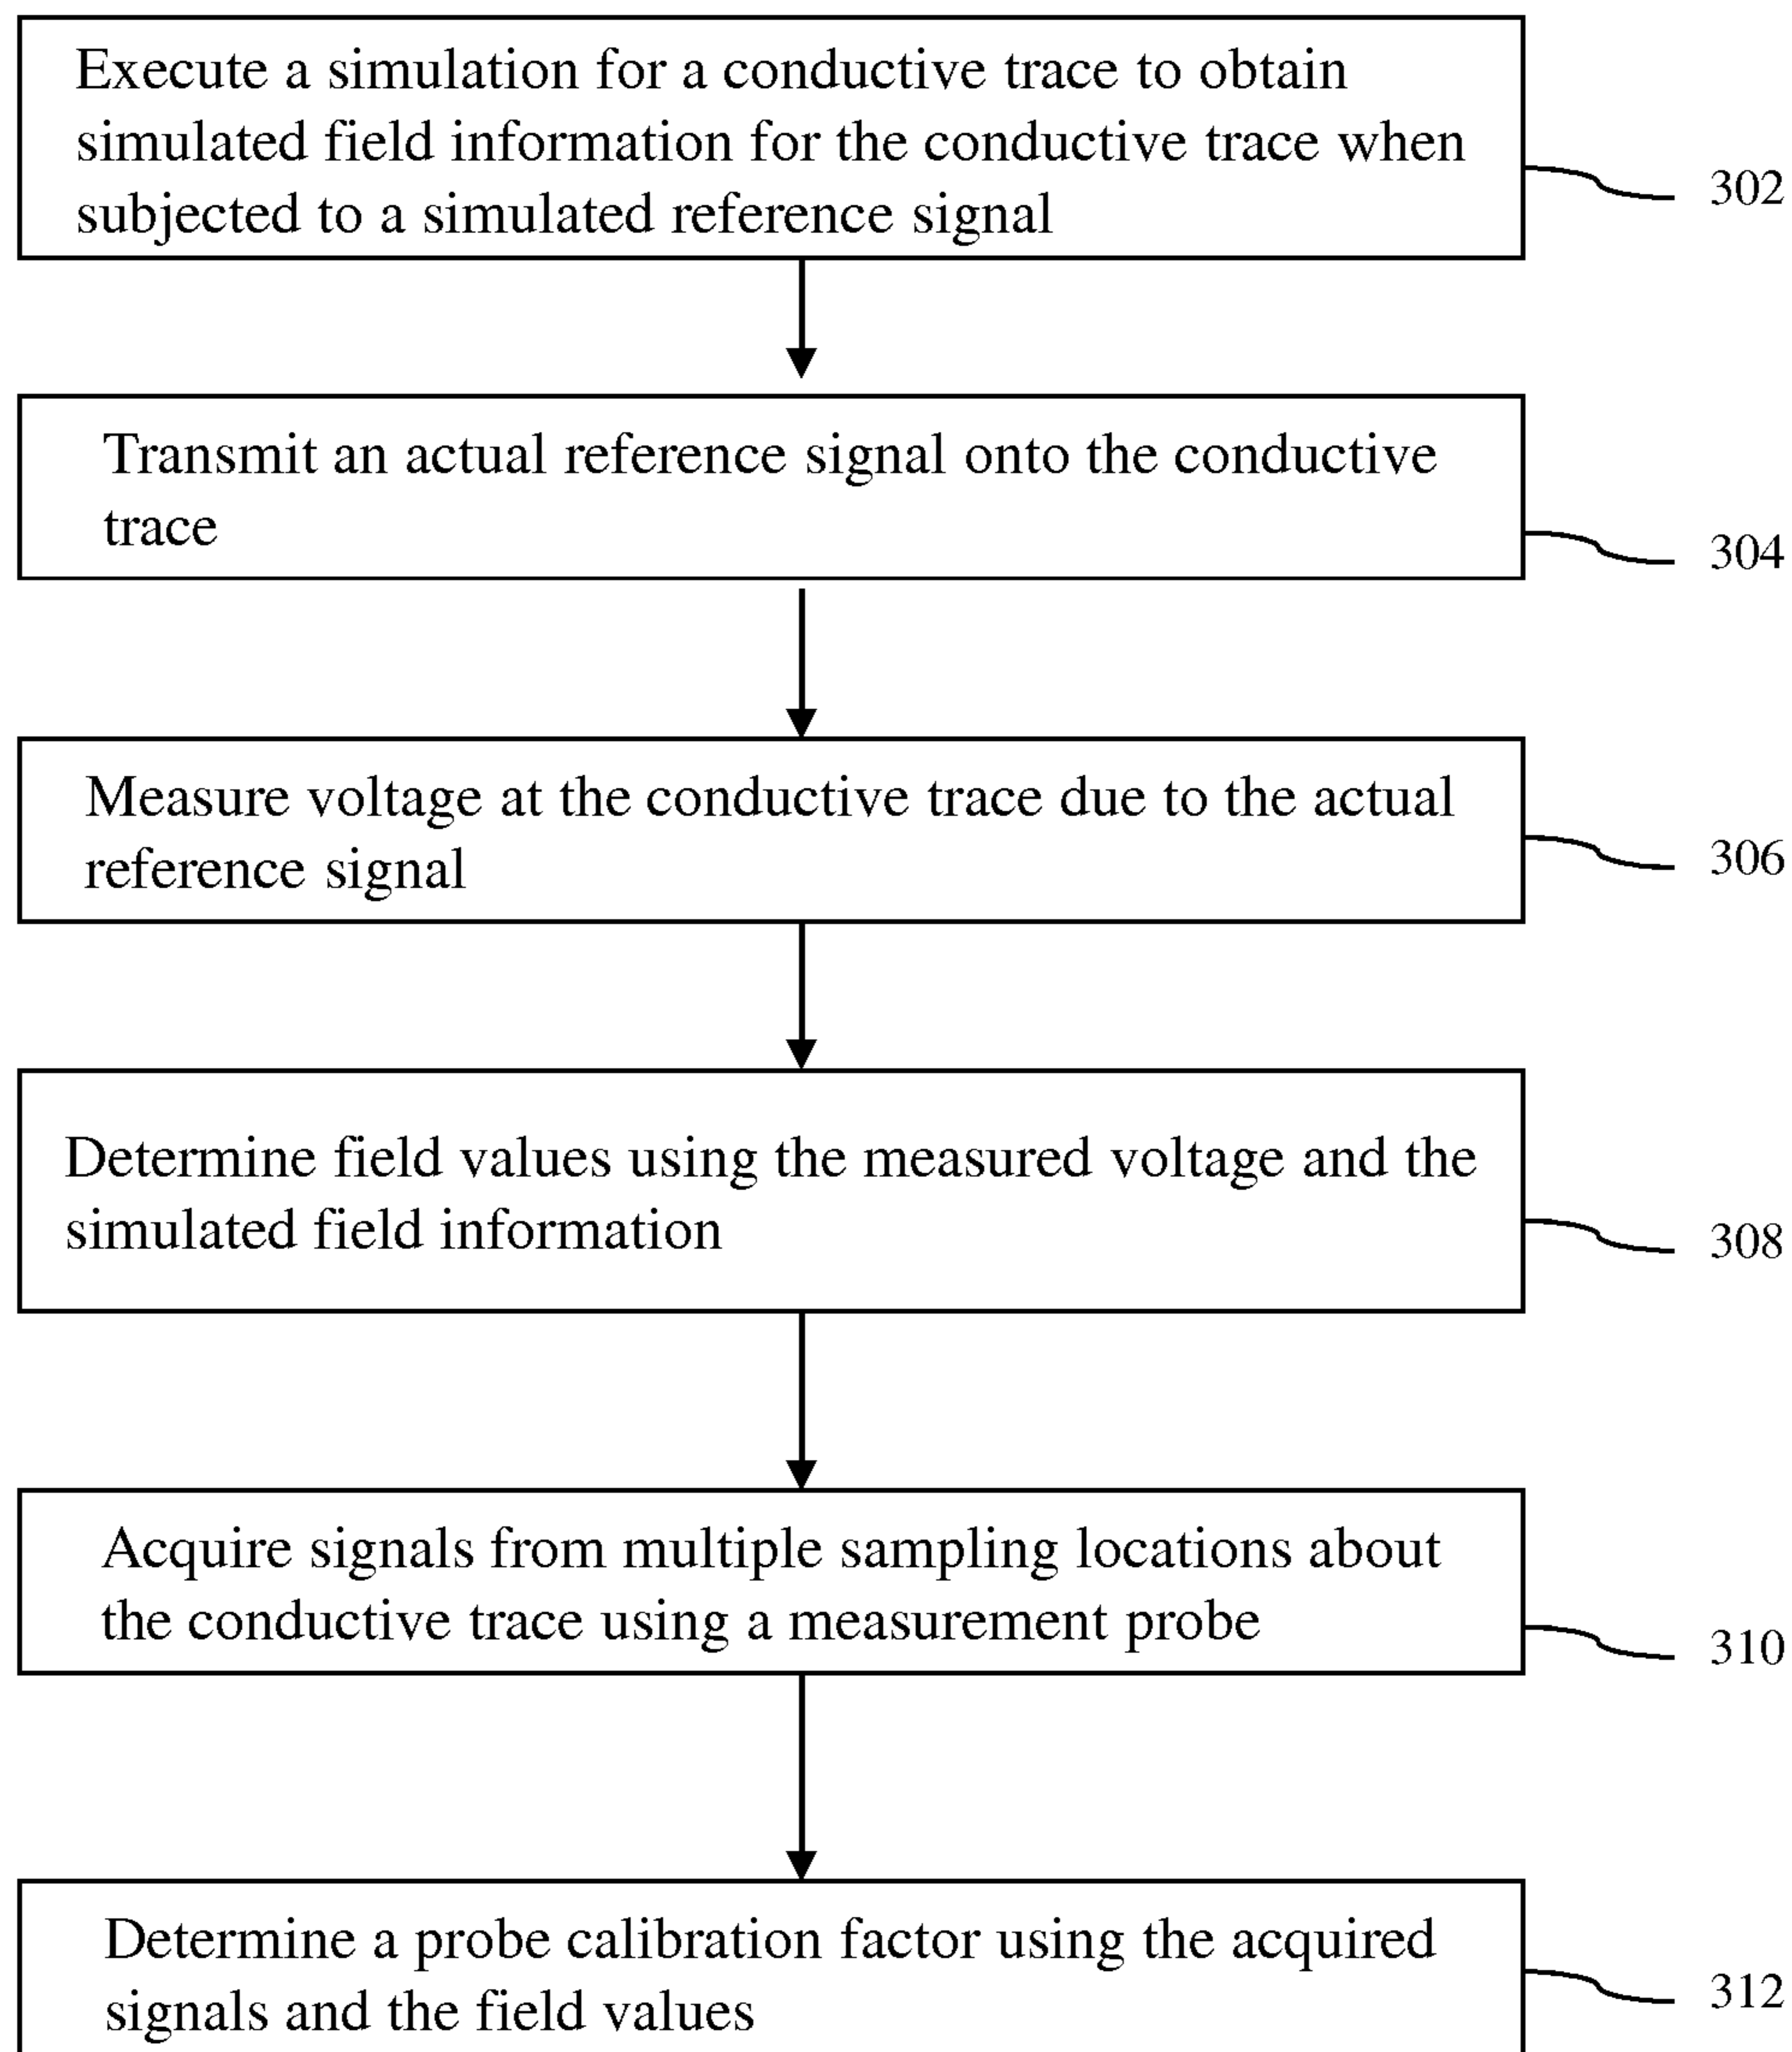 Execute a simulation for a conductive trace to obtain
simulated field information for the conductive trace when
subjected to a simulated reference signal
302
Transmit an actual reference signal onto the conductive
trace
304
Measure voltage at the conductive trace due to the actual
reference signal
306
Determine field values using the measured voltage and the
simulated field information
308
Acquire signals from multiple sampling locations about
the conductive trace using a measurement probe
310
Determine a probe calibration factor using the acquired
signals and the field values
312